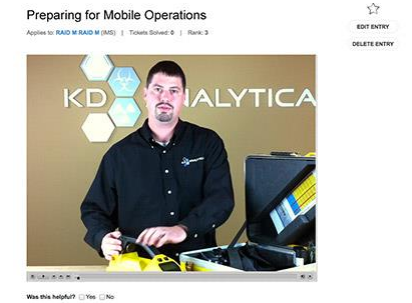 Preparing for Mobile Operations
EDIT ENTRY
Applies to: RAID M RAID M (IMS) | Tickets Solved: 0 | Rank: 3
DELETE ENTRY
KD NALYTICA
Was this helpful? Yes No